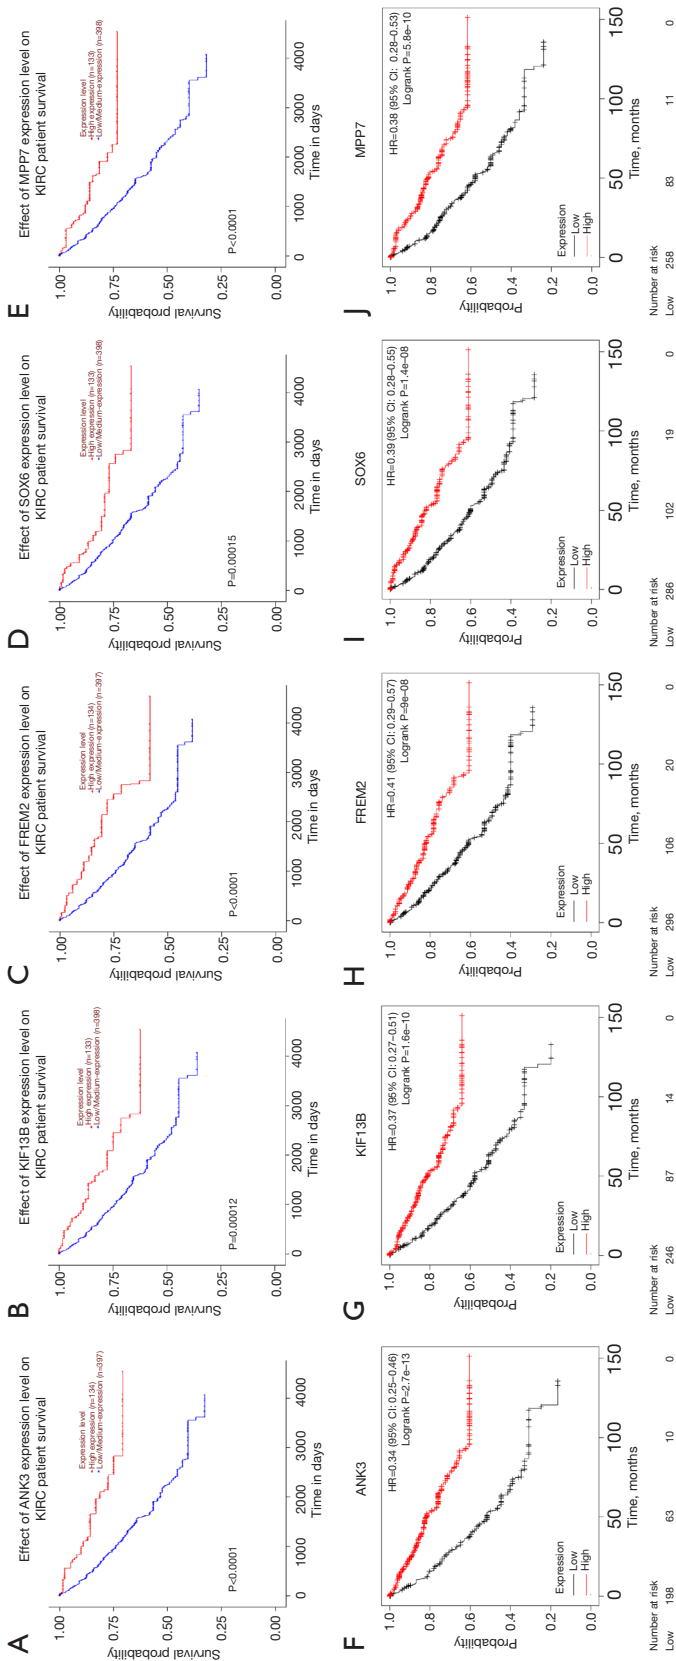 A
Effect of ANK3 expression level on
KIRC patient survival
Expression level
High expression (n=134)
Low/Medium-expression (n=397)
Survival probability
1.00
0.75
0.50
0.25
0.00
P<0.0001
0 1000 2000 3000 4000
Time in days
B
Effect of KIF13B expression level on
KIRC patient survival
Expression level
High expression (n=133)
Low/Medium-expression (n=398)
Survival probability
1.00
0.75
0.50
0.25
0.00
P=0.00012
0 1000 2000 3000 4000
Time in days
C
Effect of FREM2 expression level on
KIRC patient survival
Expression level
High expression (n=134)
Low/Medium-expression (n=397)
Survival probability
1.00
0.75
0.50
0.25
0.00
P<0.0001
0 1000 2000 3000 4000
Time in days
D
Effect of SOX6 expression level on
KIRC patient survival
Expression level
High expression (n=133)
Low/Medium-expression (n=398)
Survival probability
1.00
0.75
0.50
0.25
0.00
P=0.00015
0 1000 2000 3000 4000
Time in days
E
Effect of MPP7 expression level on
KIRC patient survival
Expression level
High expression (n=133)
Low/Medium-expression (n=398)
Survival probability
1.00
0.75
0.50
0.25
0.00
P<0.0001
0 1000 2000 3000 4000
Time in days
F
ANK3
HR=0.34 (95% CI: 0.25–0.46)
Logrank P=2.7e–13
Probability
1.0
0.8
0.6
0.4
0.2
0.0
Expression
Low
High
0 50 100 150
Time, months
Number at risk
Low 198 63 10 0
G
KIF13B
HR=0.37 (95% CI: 0.27–0.51)
Logrank P=1.6e–10
Probability
1.0
0.8
0.6
0.4
0.2
0.0
Expression
Low
High
0 50 100 150
Time, months
Number at risk
Low 246 87 14 0
H
FREM2
HR=0.41 (95% CI: 0.29–0.57)
Logrank P=9e–08
Probability
1.0
0.8
0.6
0.4
0.2
0.0
Expression
Low
High
0 50 100 150
Time, months
Number at risk
Low 296 106 20 0
I
SOX6
HR=0.39 (95% CI: 0.28–0.55)
Logrank P=1.4e–08
Probability
1.0
0.8
0.6
0.4
0.2
0.0
Expression
Low
High
0 50 100 150
Time, months
Number at risk
Low 286 102 19 0
J
MPP7
HR=0.38 (95% CI: 0.28–0.53)
Logrank P=5.8e–10
Probability
1.0
0.8
0.6
0.4
0.2
0.0
Expression
Low
High
0 50 100 150
Time, months
Number at risk
Low 258 83 11 0